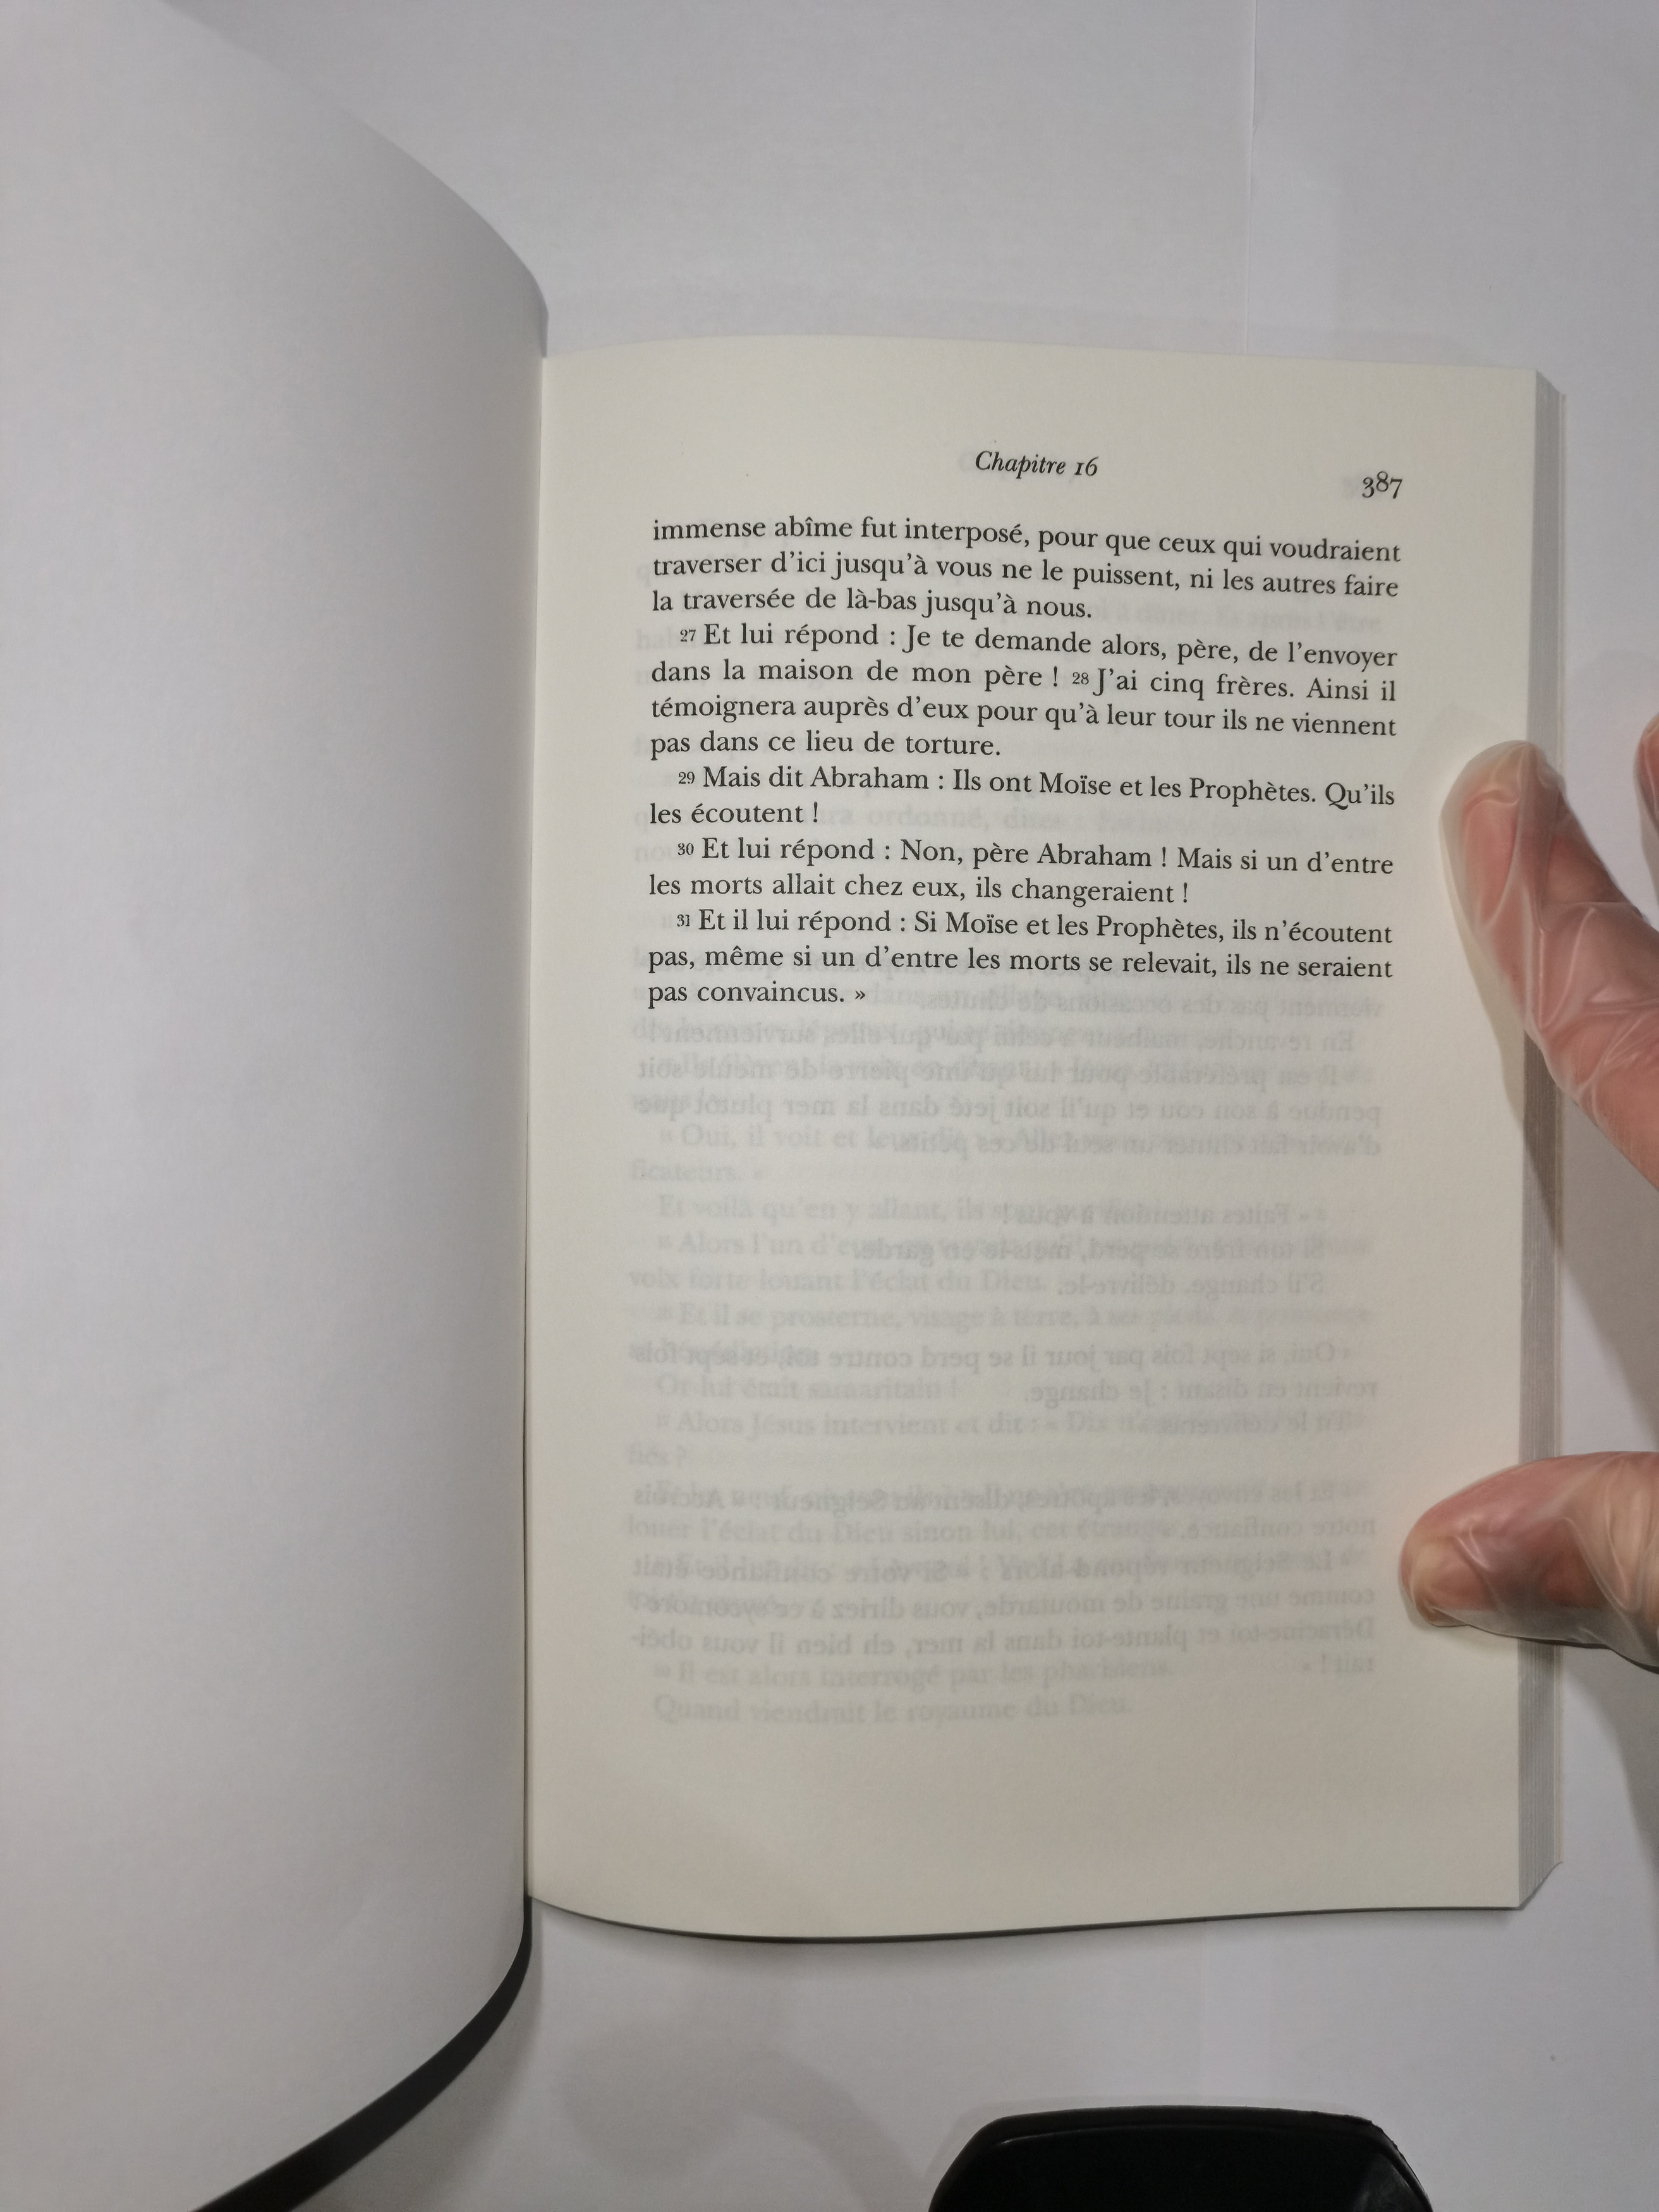 Chapitre 16
387
immense abîme fut interposé, pour que ceux qui voudraient
traverser d'ici jusqu'à vous ne le puissent, ni les autres faire
la traversée de là-bas jusqu'à nous.
27 Et lui répond : Je te demande alors, père, de l'envoyer
dans la maison de mon père ! 28 J'ai cinq frères. Ainsi il
témoignera auprès d'eux pour qu'à leur tour ils ne viennent
pas dans ce lieu de torture.
29 Mais dit Abraham : Ils ont Moïse et les Prophètes. Qu'ils
les écoutent !
30 Et lui répond : Non, père Abraham ! Mais si un d'entre
les morts allait chez eux, ils changeraient !
31 Et il lui répond : Si Moïse et les Prophètes, ils n'écoutent
pas, même si un d'entre les morts se relevait, ils ne seraient
pas convaincus. »